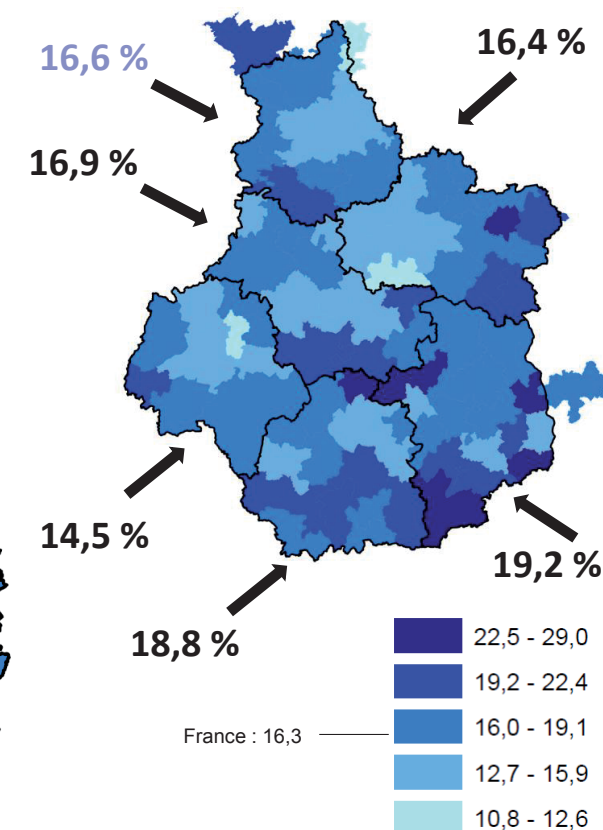 16,6 %
16,4 %
16,9 %
14,5 %
19,2 %
18,8 %
22,5 - 29,0
19,2 - 22,4
France : 16,3
16,0 - 19,1
12,7 - 15,9
10,8 - 12,6